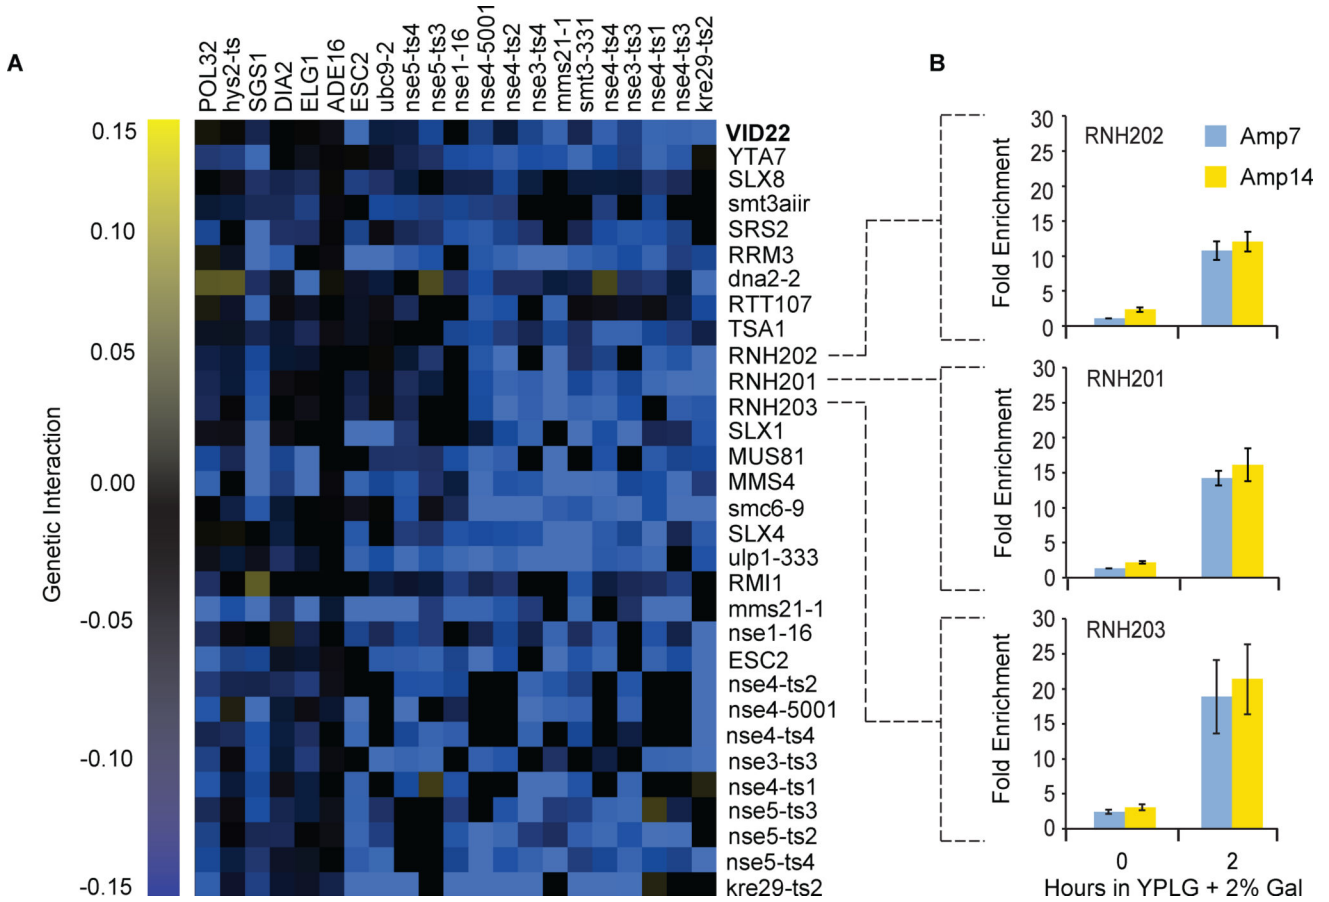 A
POL32
hys2-ts
SGS1
DIA2
ELG1
ADE16
ESC2
ubc9-2
nse5-ts4
nse5-ts3
nse1-16
nse4-5001
nse4-ts2
nse3-ts4
mms21-1
smt3-331
nse4-ts4
nse3-ts3
nse4-ts1
nse4-ts3
kre29-ts2
Genetic Interaction
0.15
0.10
0.05
0.00
-0.05
-0.10
-0.15
VID22
YTA7
SLX8
smt3aiir
SRS2
RRM3
dna2-2
RTT107
TSA1
RNH202
RNH201
RNH203
SLX1
MUS81
MMS4
smc6-9
SLX4
ulp1-333
RMI1
mms21-1
nse1-16
ESC2
nse4-ts2
nse4-5001
nse4-ts4
nse3-ts3
nse4-ts1
nse5-ts3
nse5-ts2
nse5-ts4
kre29-ts2
B
Fold Enrichment
30
25
20
15
10
5
0
RNH202
Amp7
Amp14
Fold Enrichment
30
25
20
15
10
5
0
RNH201
Fold Enrichment
30
25
20
15
10
5
0
RNH203
0 2
Hours in YPLG + 2% Gal